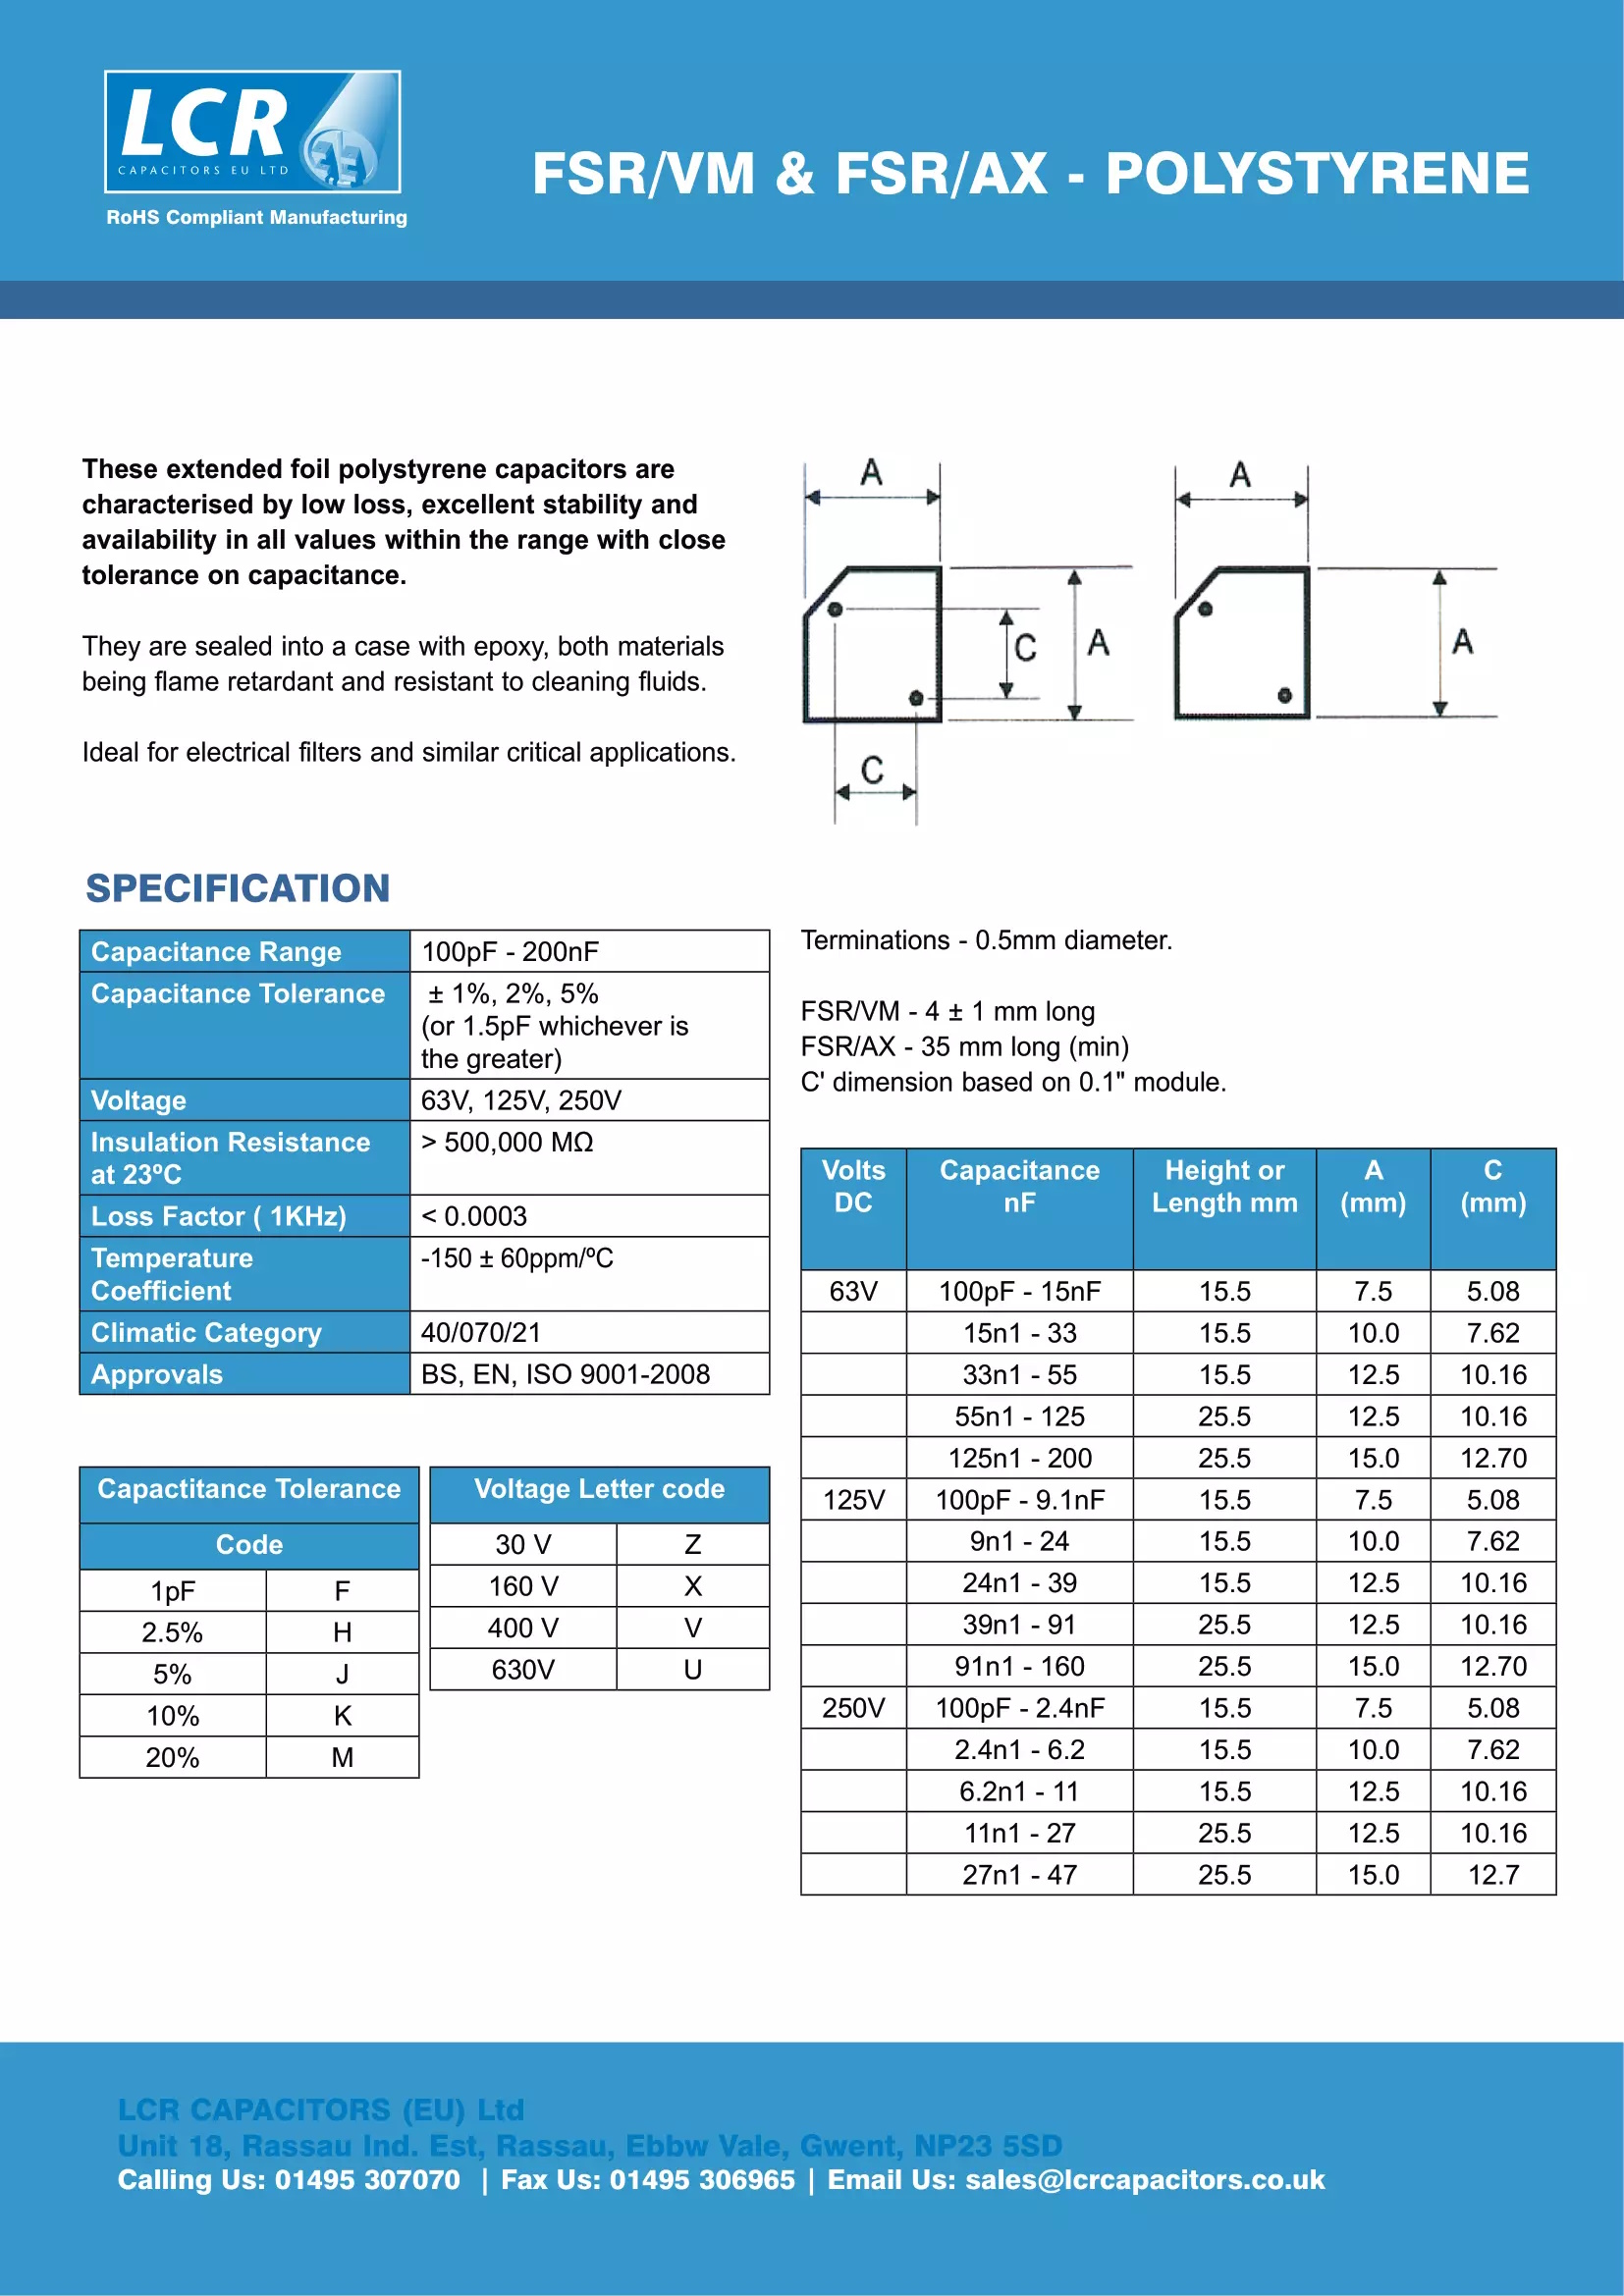 LCR
CAPACITORS EU LTD
RoHS Compliant Manufacturing
FSR/VM & FSR/AX - POLYSTYRENE
These extended foil polystyrene capacitors are
characterised by low loss, excellent stability and
availability in all values within the range with close
tolerance on capacitance.
They are sealed into a case with epoxy, both materials
being flame retardant and resistant to cleaning fluids.
Ideal for electrical filters and similar critical applications.
A
A
C
A
A
C
SPECIFICATION
Capacitance Range 100pF - 200nF
Capacitance Tolerance ± 1%, 2%, 5%
(or 1.5pF whichever is
the greater)
Voltage 63V, 125V, 250V
Insulation Resistance > 500,000 MΩ
at 23ºC
Loss Factor ( 1KHz) < 0.0003
Temperature -150 ± 60ppm/ºC
Coefficient
Climatic Category 40/070/21
Approvals BS, EN, ISO 9001-2008
Capactitance Tolerance
Code
1pF F
2.5% H
5% J
10% K
20% M
Voltage Letter code
30 V Z
160 V X
400 V V
630V U
Terminations - 0.5mm diameter.
FSR/VM - 4 ± 1 mm long
FSR/AX - 35 mm long (min)
C' dimension based on 0.1" module.
Volts Capacitance Height or A C
DC nF Length mm (mm) (mm)
63V 100pF - 15nF 15.5 7.5 5.08
15n1 - 33 15.5 10.0 7.62
33n1 - 55 15.5 12.5 10.16
55n1 - 125 25.5 12.5 10.16
125n1 - 200 25.5 15.0 12.70
125V 100pF - 9.1nF 15.5 7.5 5.08
9n1 - 24 15.5 10.0 7.62
24n1 - 39 15.5 12.5 10.16
39n1 - 91 25.5 12.5 10.16
91n1 - 160 25.5 15.0 12.70
250V 100pF - 2.4nF 15.5 7.5 5.08
2.4n1 - 6.2 15.5 10.0 7.62
6.2n1 - 11 15.5 12.5 10.16
11n1 - 27 25.5 12.5 10.16
27n1 - 47 25.5 15.0 12.7
LCR CAPACITORS (EU) Ltd
Unit 18, Rassau Ind. Est, Rassau, Ebbw Vale, Gwent, NP23 5SD
Calling Us: 01495 307070 | Fax Us: 01495 306965 | Email Us: sales@lcrcapacitors.co.uk